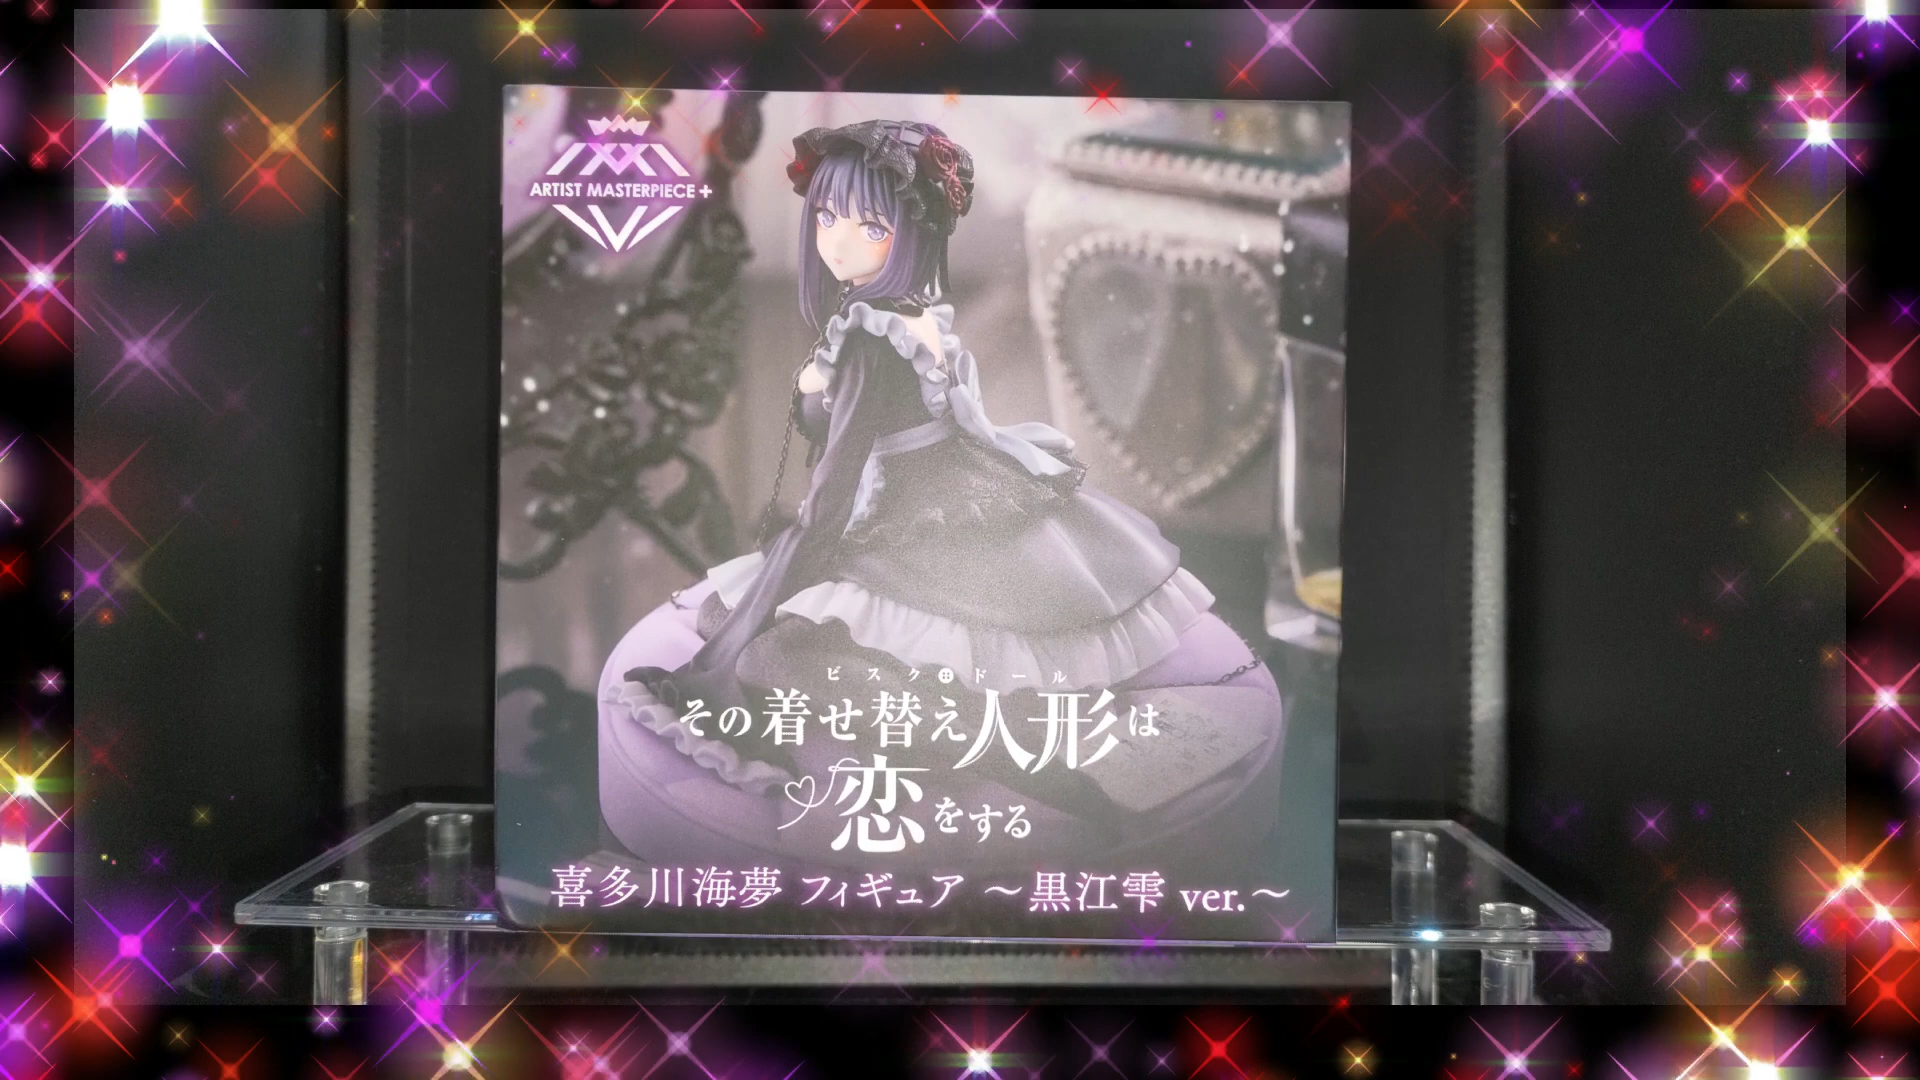 ARTIST MASTERPIECE+
ビスク・ドール
その着せ替え人形は
恋をする
喜多川海夢 フィギュア ～黒江雫 ver.～